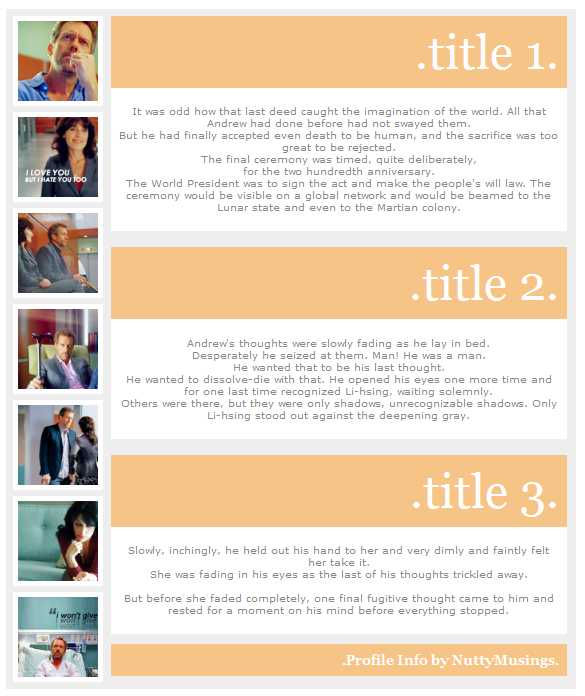 .title 1.
It was odd how that last deed caught the imagination of the world. All that
Andrew had done before had not swayed them.
But he had finally accepted even death to be human, and the sacrifice was too
great to be rejected.
The final ceremony was timed, quite deliberately,
for the two hundredth anniversary.
The World President was to sign the act and make the people's will law. The
ceremony would be visible on a global network and would be beamed to the
Lunar state and even to the Martian colony.
I LOVE YOU
BUT I HATE YOU TOO
.title 2.
Andrew's thoughts were slowly fading as he lay in bed.
Desperately he seized at them. Man! He was a man.
He wanted that to be his last thought.
He wanted to dissolve-die with that. He opened his eyes one more time and
for one last time recognized Li-hsing, waiting solemnly.
Others were there, but they were only shadows, unrecognizable shadows. Only
Li-hsing stood out against the deepening gray.
.title 3.
Slowly, inchingly, he held out his hand to her and very dimly and faintly felt
her take it.
She was fading in his eyes as the last of his thoughts trickled away.
But before she faded completely, one final fugitive thought came to him and
rested for a moment on his mind before everything stopped.
“i won't give
won't give
won't give
.Profile Info by NuttyMusings.